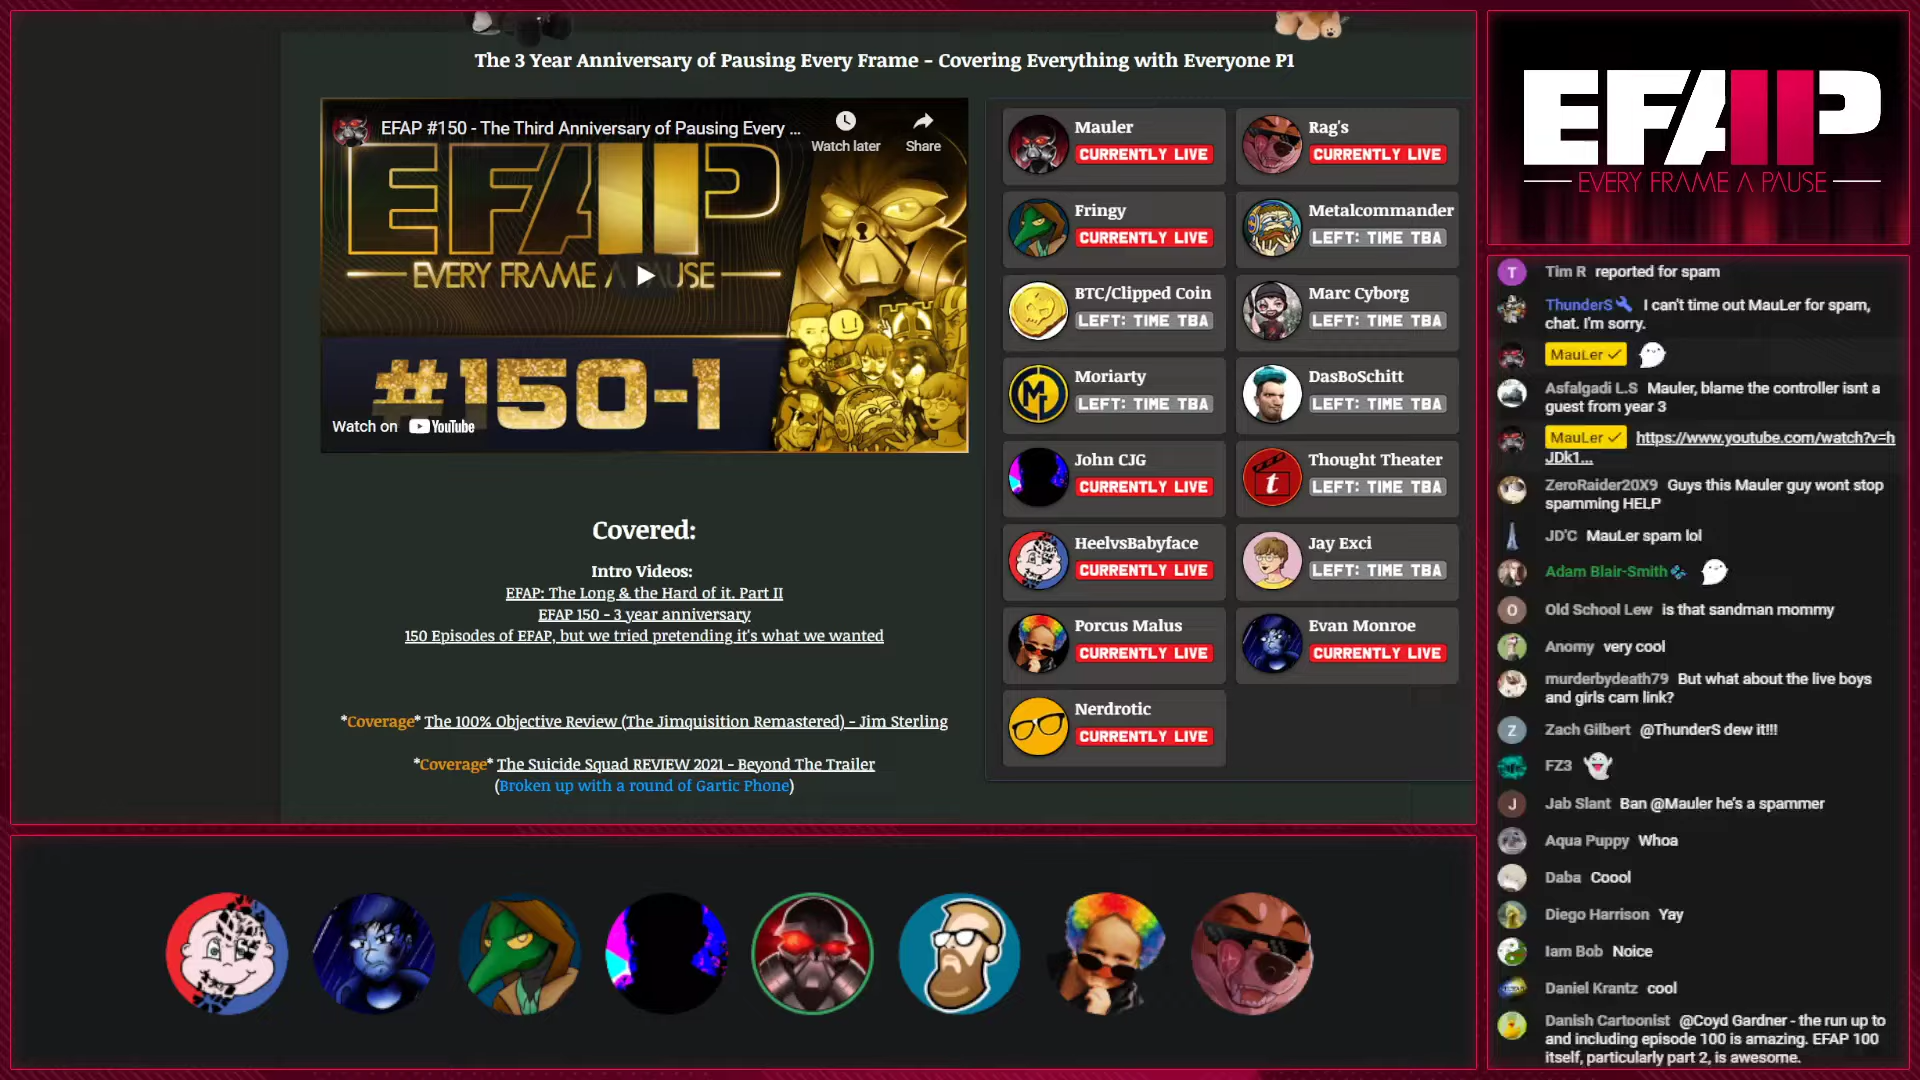 The 3 Year Anniversary of Pausing Every Frame - Covering Everything with Everyone P1
EFAP #150 - The Third Anniversary of Pausing Every ...
Watch later
Share
EFAP
EVERY FRAME A PAUSE
#150-1
Watch on YouTube
Covered:
Intro Videos:
EFAP: The Long & the Hard of it. Part II
EFAP 150 - 3 year anniversary
150 Episodes of EFAP, but we tried pretending it's what we wanted
*Coverage* The 100% Objective Review (The Jimquisition Remastered) - Jim Sterling
*Coverage* The Suicide Squad REVIEW 2021 - Beyond The Trailer
(Broken up with a round of Gartic Phone)
Mauler
CURRENTLY LIVE
Rag's
CURRENTLY LIVE
Fringy
CURRENTLY LIVE
Metalcommander
LEFT: TIME TBA
BTC/Clipped Coin
LEFT: TIME TBA
Marc Cyborg
LEFT: TIME TBA
Moriarty
LEFT: TIME TBA
DasBoSchitt
LEFT: TIME TBA
John CJG
CURRENTLY LIVE
Thought Theater
LEFT: TIME TBA
HeelvsBabyface
CURRENTLY LIVE
Jay Exci
LEFT: TIME TBA
Porcus Malus
CURRENTLY LIVE
Evan Monroe
CURRENTLY LIVE
Nerdrotic
CURRENTLY LIVE
EFAP
EVERY FRAME A PAUSE
T Tim R reported for spam
ThunderS I can't time out MauLer for spam,
chat. I'm sorry.
MauLer
Asfalgadi L.S Mauler, blame the controller isnt a
guest from year 3
MauLer https://www.youtube.com/watch?v=h
JDk1...
ZeroRaider20X9 Guys this Mauler guy wont stop
spamming HELP
JD'C MauLer spam lol
Adam Blair-Smith
O Old School Lew is that sandman mommy
Anomy very cool
murderbydeath79 But what about the live boys
and girls cam link?
Z Zach Gilbert @ThunderS dew it!!!
FZ3
J Jab Slant Ban @Mauler he's a spammer
Aqua Puppy Whoa
Daba Coool
Diego Harrison Yay
Iam Bob Noice
Daniel Krantz cool
Danish Cartoonist @Coyd Gardner - the run up to
and including episode 100 is amazing. EFAP 100
itself, particularly part 2, is awesome.